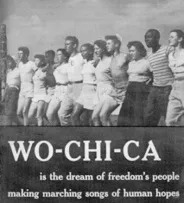 WO-CHI-CA
is the dream of freedom's people
making marching songs of human hopes